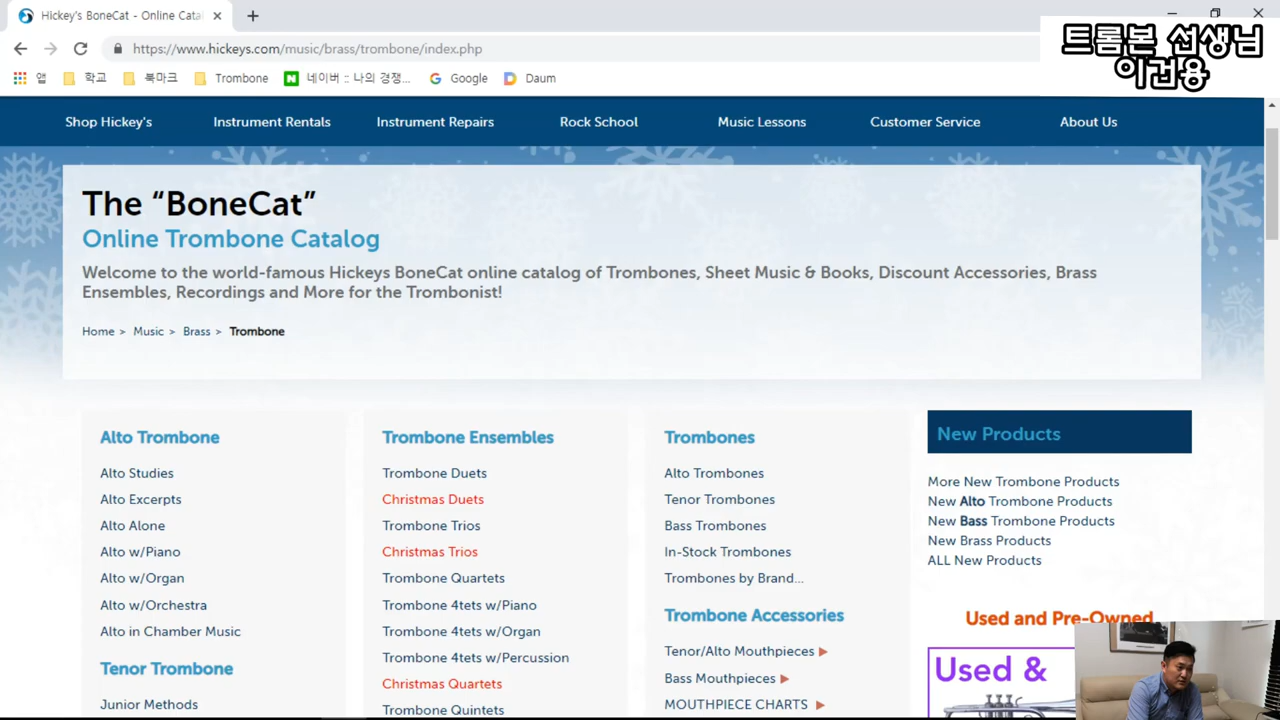 Hickey's BoneCat - Online Cata
https://www.hickeys.com/music/brass/trombone/index.php
트롬본 선생님
이건용
앱
학교
북마크
Trombone
네이버 :: 나의 경쟁...
Google
Daum
Shop Hickey's
Instrument Rentals
Instrument Repairs
Rock School
Music Lessons
Customer Service
About Us
The “BoneCat”
Online Trombone Catalog
Welcome to the world-famous Hickeys BoneCat online catalog of Trombones, Sheet Music & Books, Discount Accessories, Brass
Ensembles, Recordings and More for the Trombonist!
Home > Music > Brass > Trombone
Alto Trombone
Alto Studies
Alto Excerpts
Alto Alone
Alto w/Piano
Alto w/Organ
Alto w/Orchestra
Alto in Chamber Music
Tenor Trombone
Junior Methods
Trombone Ensembles
Trombone Duets
Christmas Duets
Trombone Trios
Christmas Trios
Trombone Quartets
Trombone 4tets w/Piano
Trombone 4tets w/Organ
Trombone 4tets w/Percussion
Christmas Quartets
Trombone Quintets
Trombones
Alto Trombones
Tenor Trombones
Bass Trombones
In-Stock Trombones
Trombones by Brand...
Trombone Accessories
Tenor/Alto Mouthpieces
Bass Mouthpieces
MOUTHPIECE CHARTS
New Products
More New Trombone Products
New Alto Trombone Products
New Bass Trombone Products
New Brass Products
ALL New Products
Used and Pre-Owned
Used &